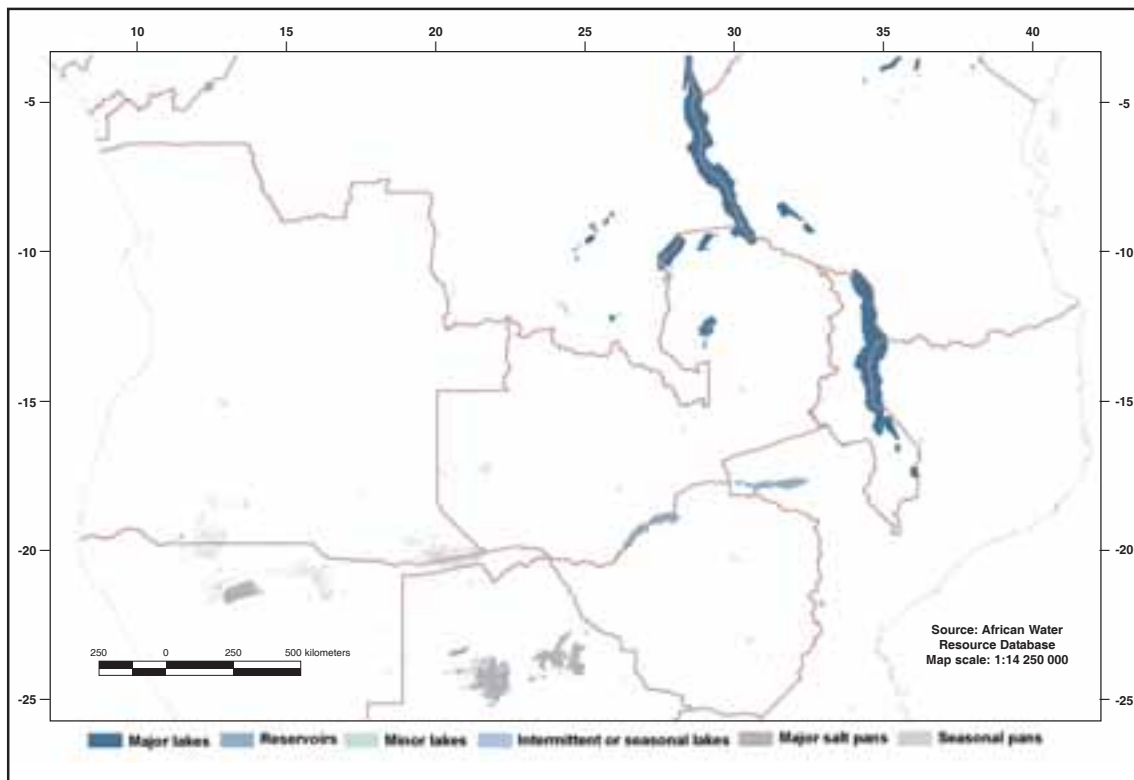 10 15 20 25 30 35 40
-5 -5
-10 -10
-15 -15
-20 -20
Source: African Water
Resource Database
Map scale: 1:14 250 000
250 0 250 500 kilometers
-25 -25
Major lakes Reservoirs Minor lakes Intermittent or seasonal lakes Major salt pans Seasonal pans